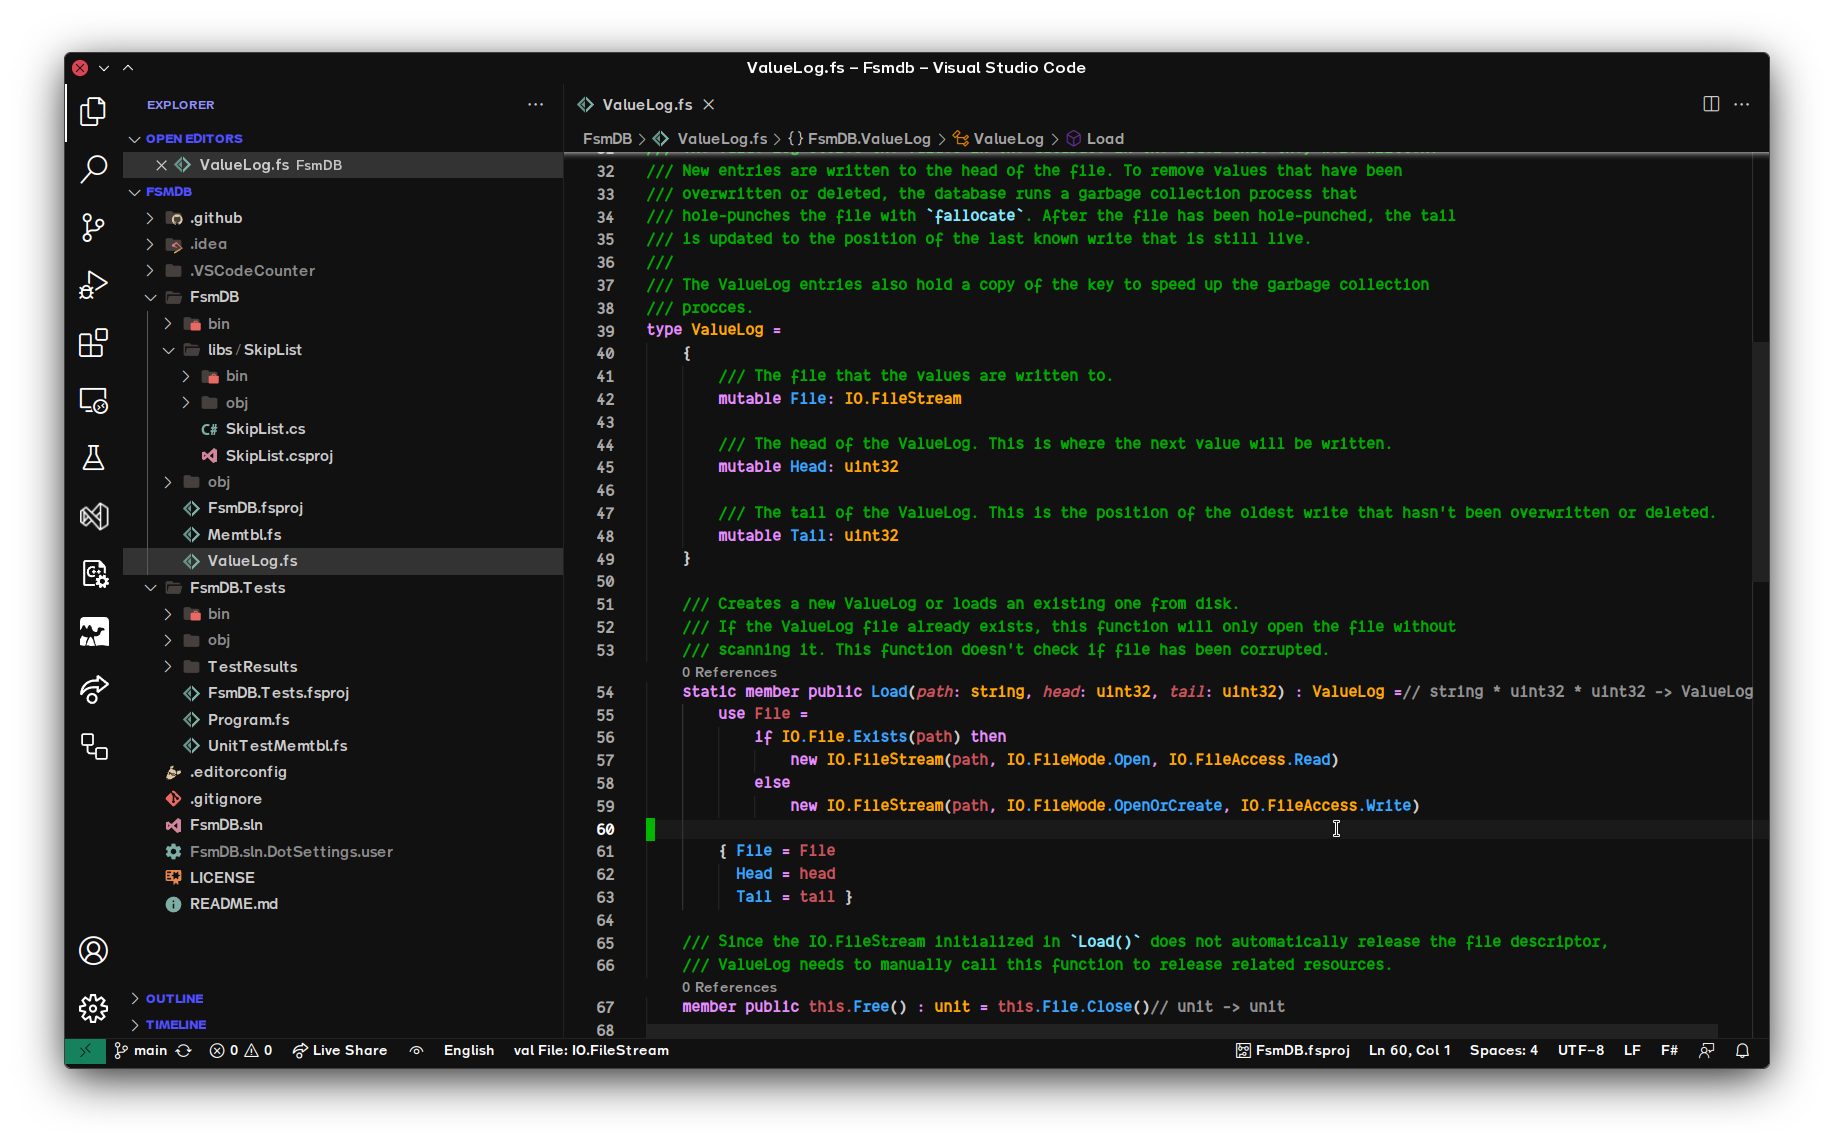 ValueLog.fs – Fsmdb – Visual Studio Code
EXPLORER
OPEN EDITORS
ValueLog.fs FsmDB
FSMDB
.github
.idea
.VSCodeCounter
FsmDB
bin
libs / SkipList
bin
obj
SkipList.cs
SkipList.csproj
obj
FsmDB.fsproj
Memtbl.fs
ValueLog.fs
FsmDB.Tests
bin
obj
TestResults
FsmDB.Tests.fsproj
Program.fs
UnitTestMemtbl.fs
.editorconfig
.gitignore
FsmDB.sln
FsmDB.sln.DotSettings.user
LICENSE
README.md
OUTLINE
TIMELINE
ValueLog.fs
FsmDB > ValueLog.fs > {} FsmDB.ValueLog > ValueLog > Load
32 /// New entries are written to the head of the file. To remove values that have been
33 /// overwritten or deleted, the database runs a garbage collection process that
34 /// hole-punches the file with `fallocate`. After the file has been hole-punched, the tail
35 /// is updated to the position of the last known write that is still live.
36 ///
37 /// The ValueLog entries also hold a copy of the key to speed up the garbage collection
38 /// procces.
39 type ValueLog =
40 {
41 /// The file that the values are written to.
42 mutable File: IO.FileStream
43
44 /// The head of the ValueLog. This is where the next value will be written.
45 mutable Head: uint32
46
47 /// The tail of the ValueLog. This is the position of the oldest write that hasn't been overwritten or deleted.
48 mutable Tail: uint32
49 }
50
51 /// Creates a new ValueLog or loads an existing one from disk.
52 /// If the ValueLog file already exists, this function will only open the file without
53 /// scanning it. This function doesn't check if file has been corrupted.
0 References
54 static member public Load(path: string, head: uint32, tail: uint32) : ValueLog =// string * uint32 * uint32 -> ValueLog
55 use File =
56 if IO.File.Exists(path) then
57 new IO.FileStream(path, IO.FileMode.Open, IO.FileAccess.Read)
58 else
59 new IO.FileStream(path, IO.FileMode.OpenOrCreate, IO.FileAccess.Write)
60
61 { File = File
62 Head = head
63 Tail = tail }
64
65 /// Since the IO.FileStream initialized in `Load()` does not automatically release the file descriptor,
66 /// ValueLog needs to manually call this function to release related resources.
0 References
67 member public this.Free() : unit = this.File.Close()// unit -> unit
68
main 0 0 Live Share English val File: IO.FileStream FsmDB.fsproj Ln 60, Col 1 Spaces: 4 UTF-8 LF F#